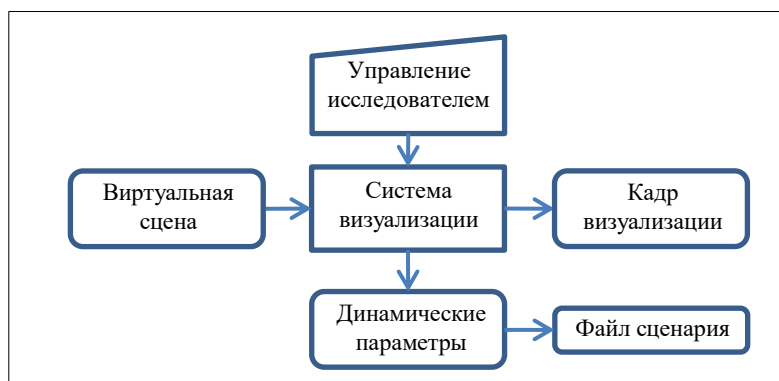 Управление
исследователем
Виртуальная
сцена
Система
визуализации
Кадр
визуализации
Динамические
параметры
Файл сценария